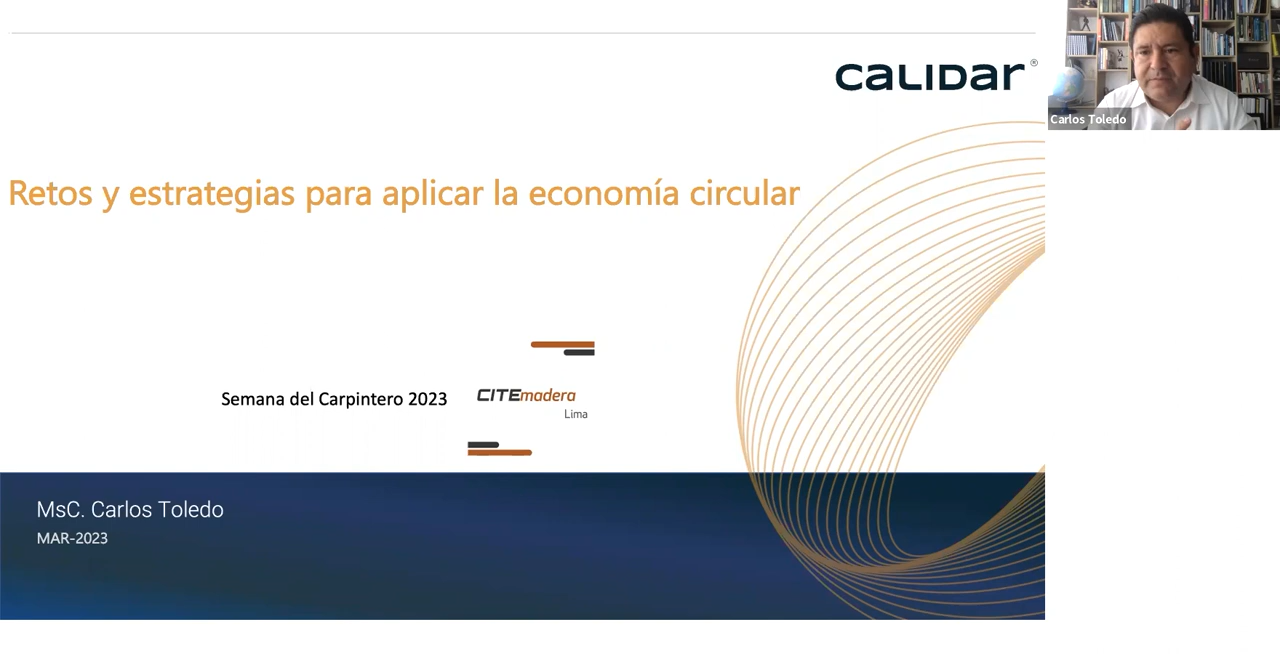 CALIDAR®
Carlos Toledo
Retos y estrategias para aplicar la economía circular
Semana del Carpintero 2023
CITEmadera
Lima
MsC. Carlos Toledo
MAR-2023